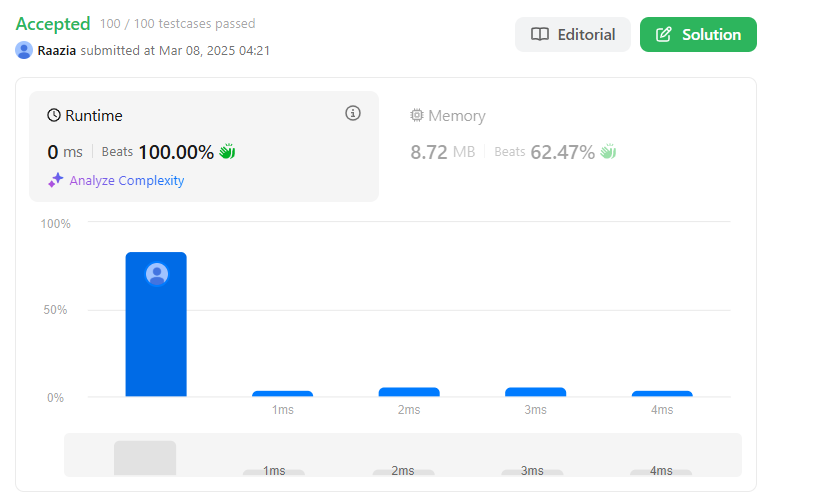 Accepted 100 / 100 testcases passed
Raazia submitted at Mar 08, 2025 04:21
Editorial
Solution
Runtime
0 ms Beats 100.00%
Analyze Complexity
Memory
8.72 MB Beats 62.47%
100%
50%
0%
1ms 2ms 3ms 4ms
1ms 2ms 3ms 4ms